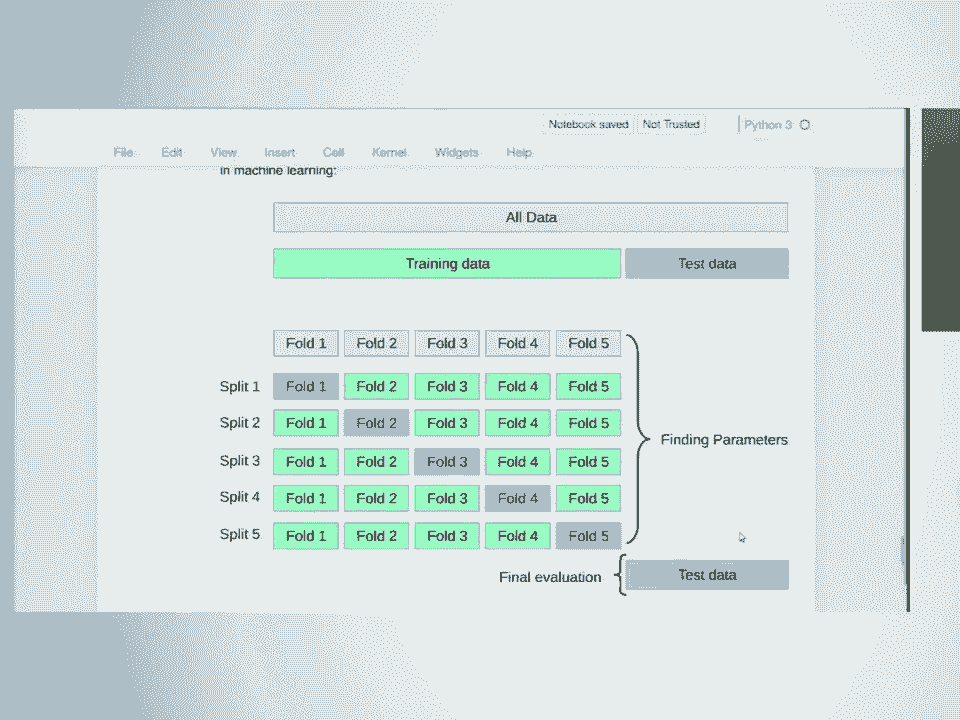 Notebook saved Not Trusted Python 3
File Edit View Insert Cell Kernel Widgets Help
In machine learning:
All Data
Training data Test data
Fold 1 Fold 2 Fold 3 Fold 4 Fold 5
Split 1 Fold 1 Fold 2 Fold 3 Fold 4 Fold 5
Split 2 Fold 1 Fold 2 Fold 3 Fold 4 Fold 5
Finding Parameters
Split 3 Fold 1 Fold 2 Fold 3 Fold 4 Fold 5
Split 4 Fold 1 Fold 2 Fold 3 Fold 4 Fold 5
Split 5 Fold 1 Fold 2 Fold 3 Fold 4 Fold 5
Final evaluation Test data